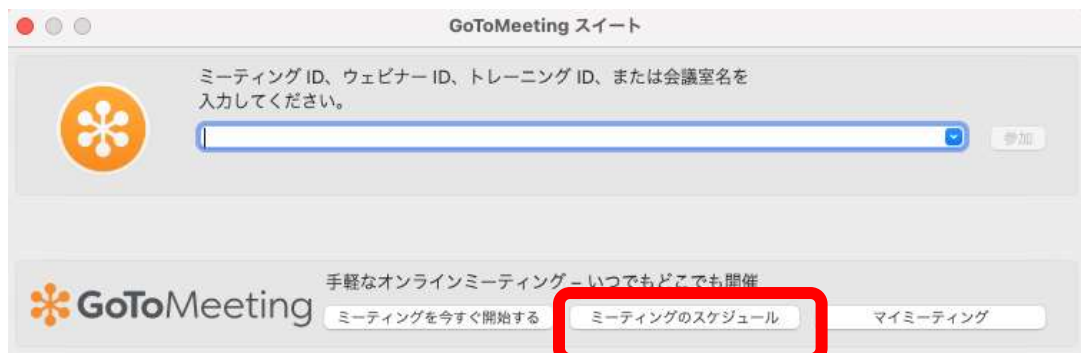 GoToMeeting スイート
ミーティング ID、ウェビナー ID、トレーニング ID、または会議室名を
入力してください。
参加
手軽なオンラインミーティング – いつでもどこでも開催
GoToMeeting
ミーティングを今すぐ開始する
ミーティングのスケジュール
マイミーティング